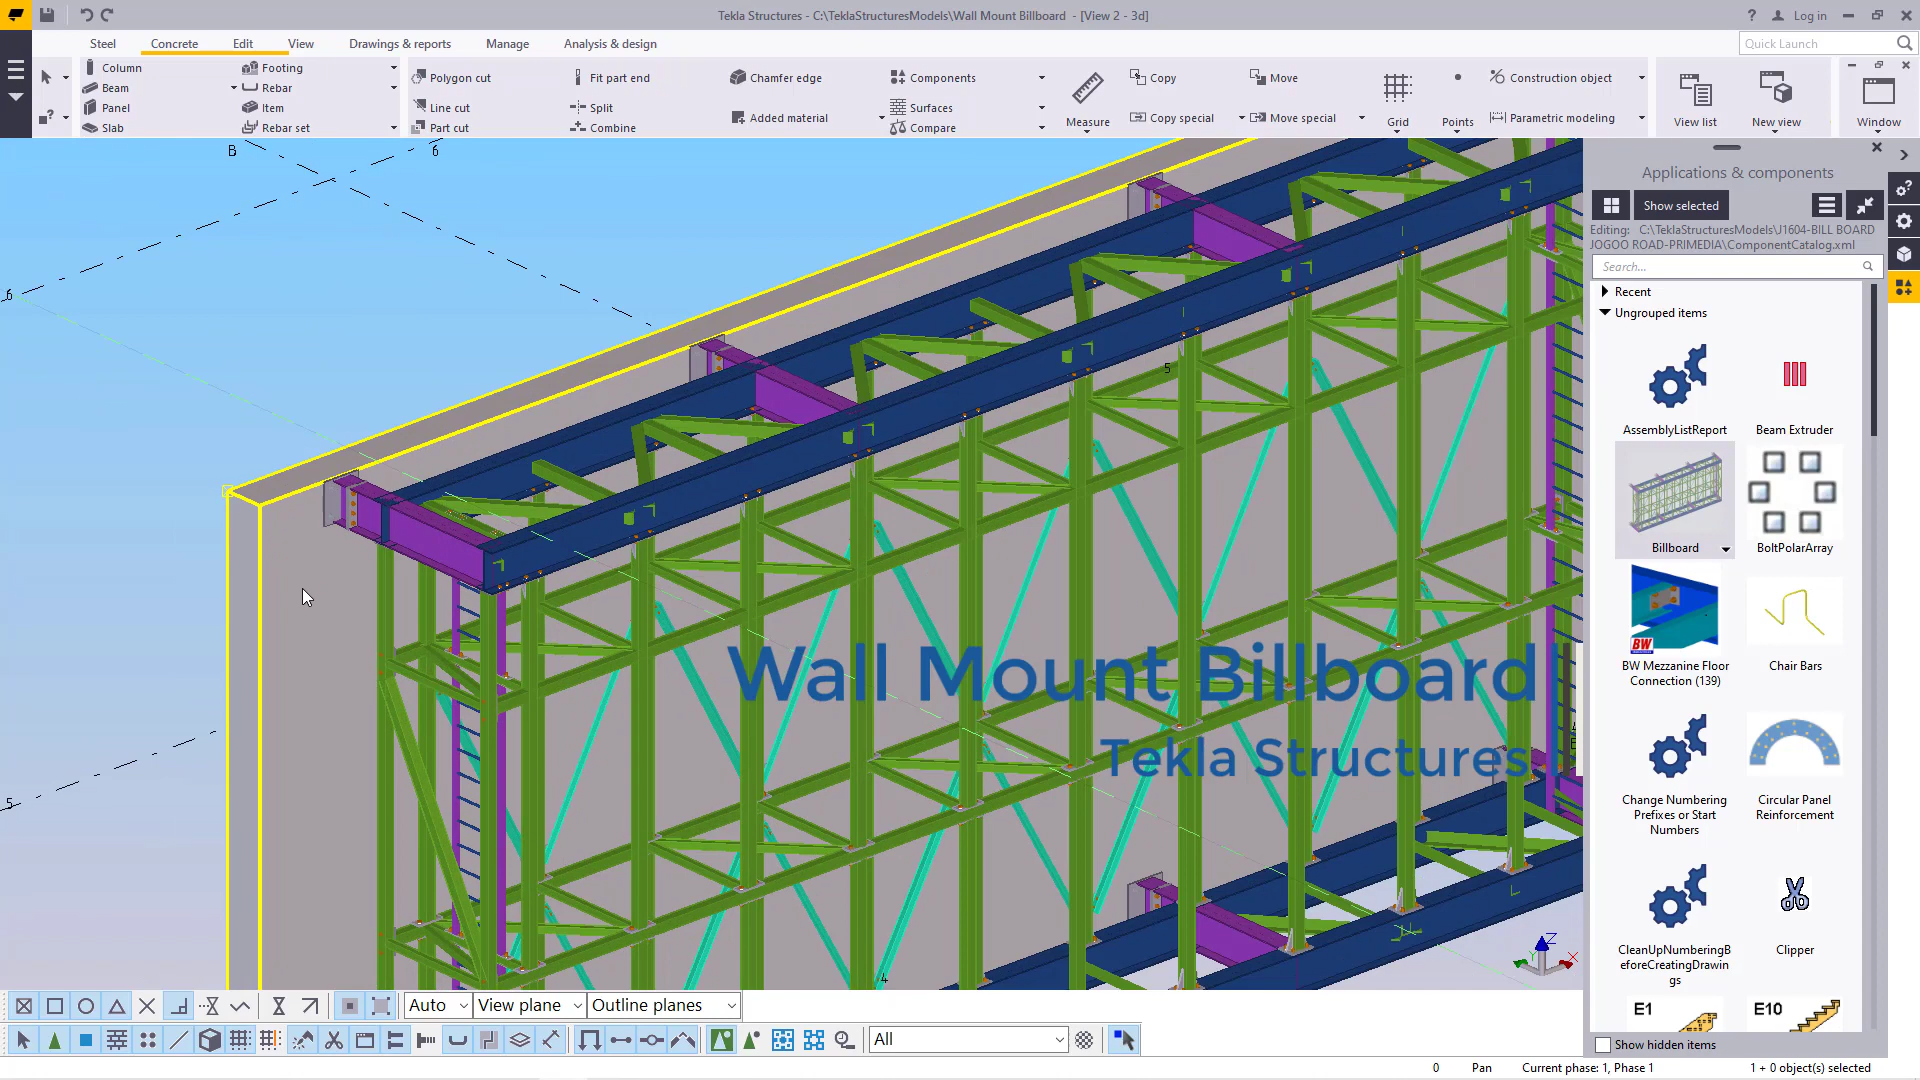 Tekla Structures - C:\TeklaStructuresModels\Wall Mount Billboard - [View 2 - 3d]
? Log in
Steel Concrete Edit View Drawings & reports Manage Analysis & design
Quick Launch
Column
Beam
Panel
Slab
Footing
Rebar
Item
Rebar set
Polygon cut
Line cut
Part cut
Fit part end
Split
Combine
Chamfer edge
Added material
Components
Surfaces
Compare
Measure
Copy
Copy special
Move
Move special
Grid
Points
Construction object
Parametric modeling
View list
New view
Window
B
6
6
5
5
4
Wall Mount Billboard
Tekla Structures
Z
Y
X
Applications & components
Show selected
Editing: C:\TeklaStructuresModels\J1604-BILL BOARD
JOGOO ROAD-PRIMEDIA\ComponentCatalog.xml
Search...
Recent
Ungrouped items
AssemblyListReport
Beam Extruder
Billboard
BoltPolarArray
BW
BW Mezzanine Floor
Connection (139)
Chair Bars
Change Numbering
Prefixes or Start
Numbers
Circular Panel
Reinforcement
CleanUpNumberingB
eforeCreatingDrawin
gs
Clipper
E1
E10
Show hidden items
Auto View plane Outline planes
All
0 Pan Current phase: 1, Phase 1 1 + 0 object(s) selected